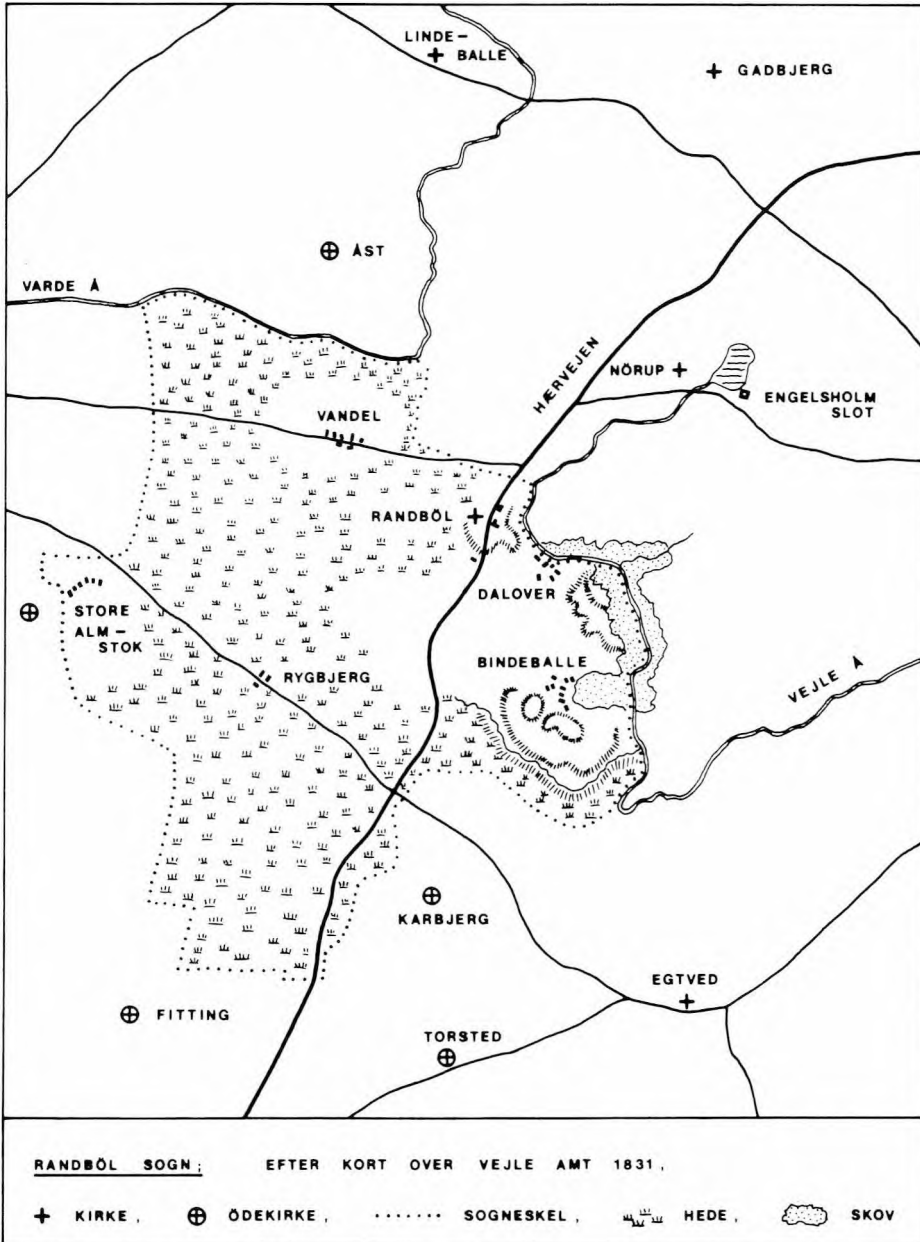 LINDE-
BALLE
GADBJERG
ÅST
VARDE Å
HÆRVEJEN
NÖRUP
ENGELSHOLM
SLOT
VANDEL
RANDBÖL
DALOVER
STORE
ALM-
STOK
BINDEBALLE
RYGBJERG
VEJLE Å
KARBJERG
EGTVED
FITTING
TORSTED
RANDBÖL SOGN; EFTER KORT OVER VEJLE AMT 1831,
KIRKE, ÖDEKIRKE, SOGNESKEL, HEDE, SKOV